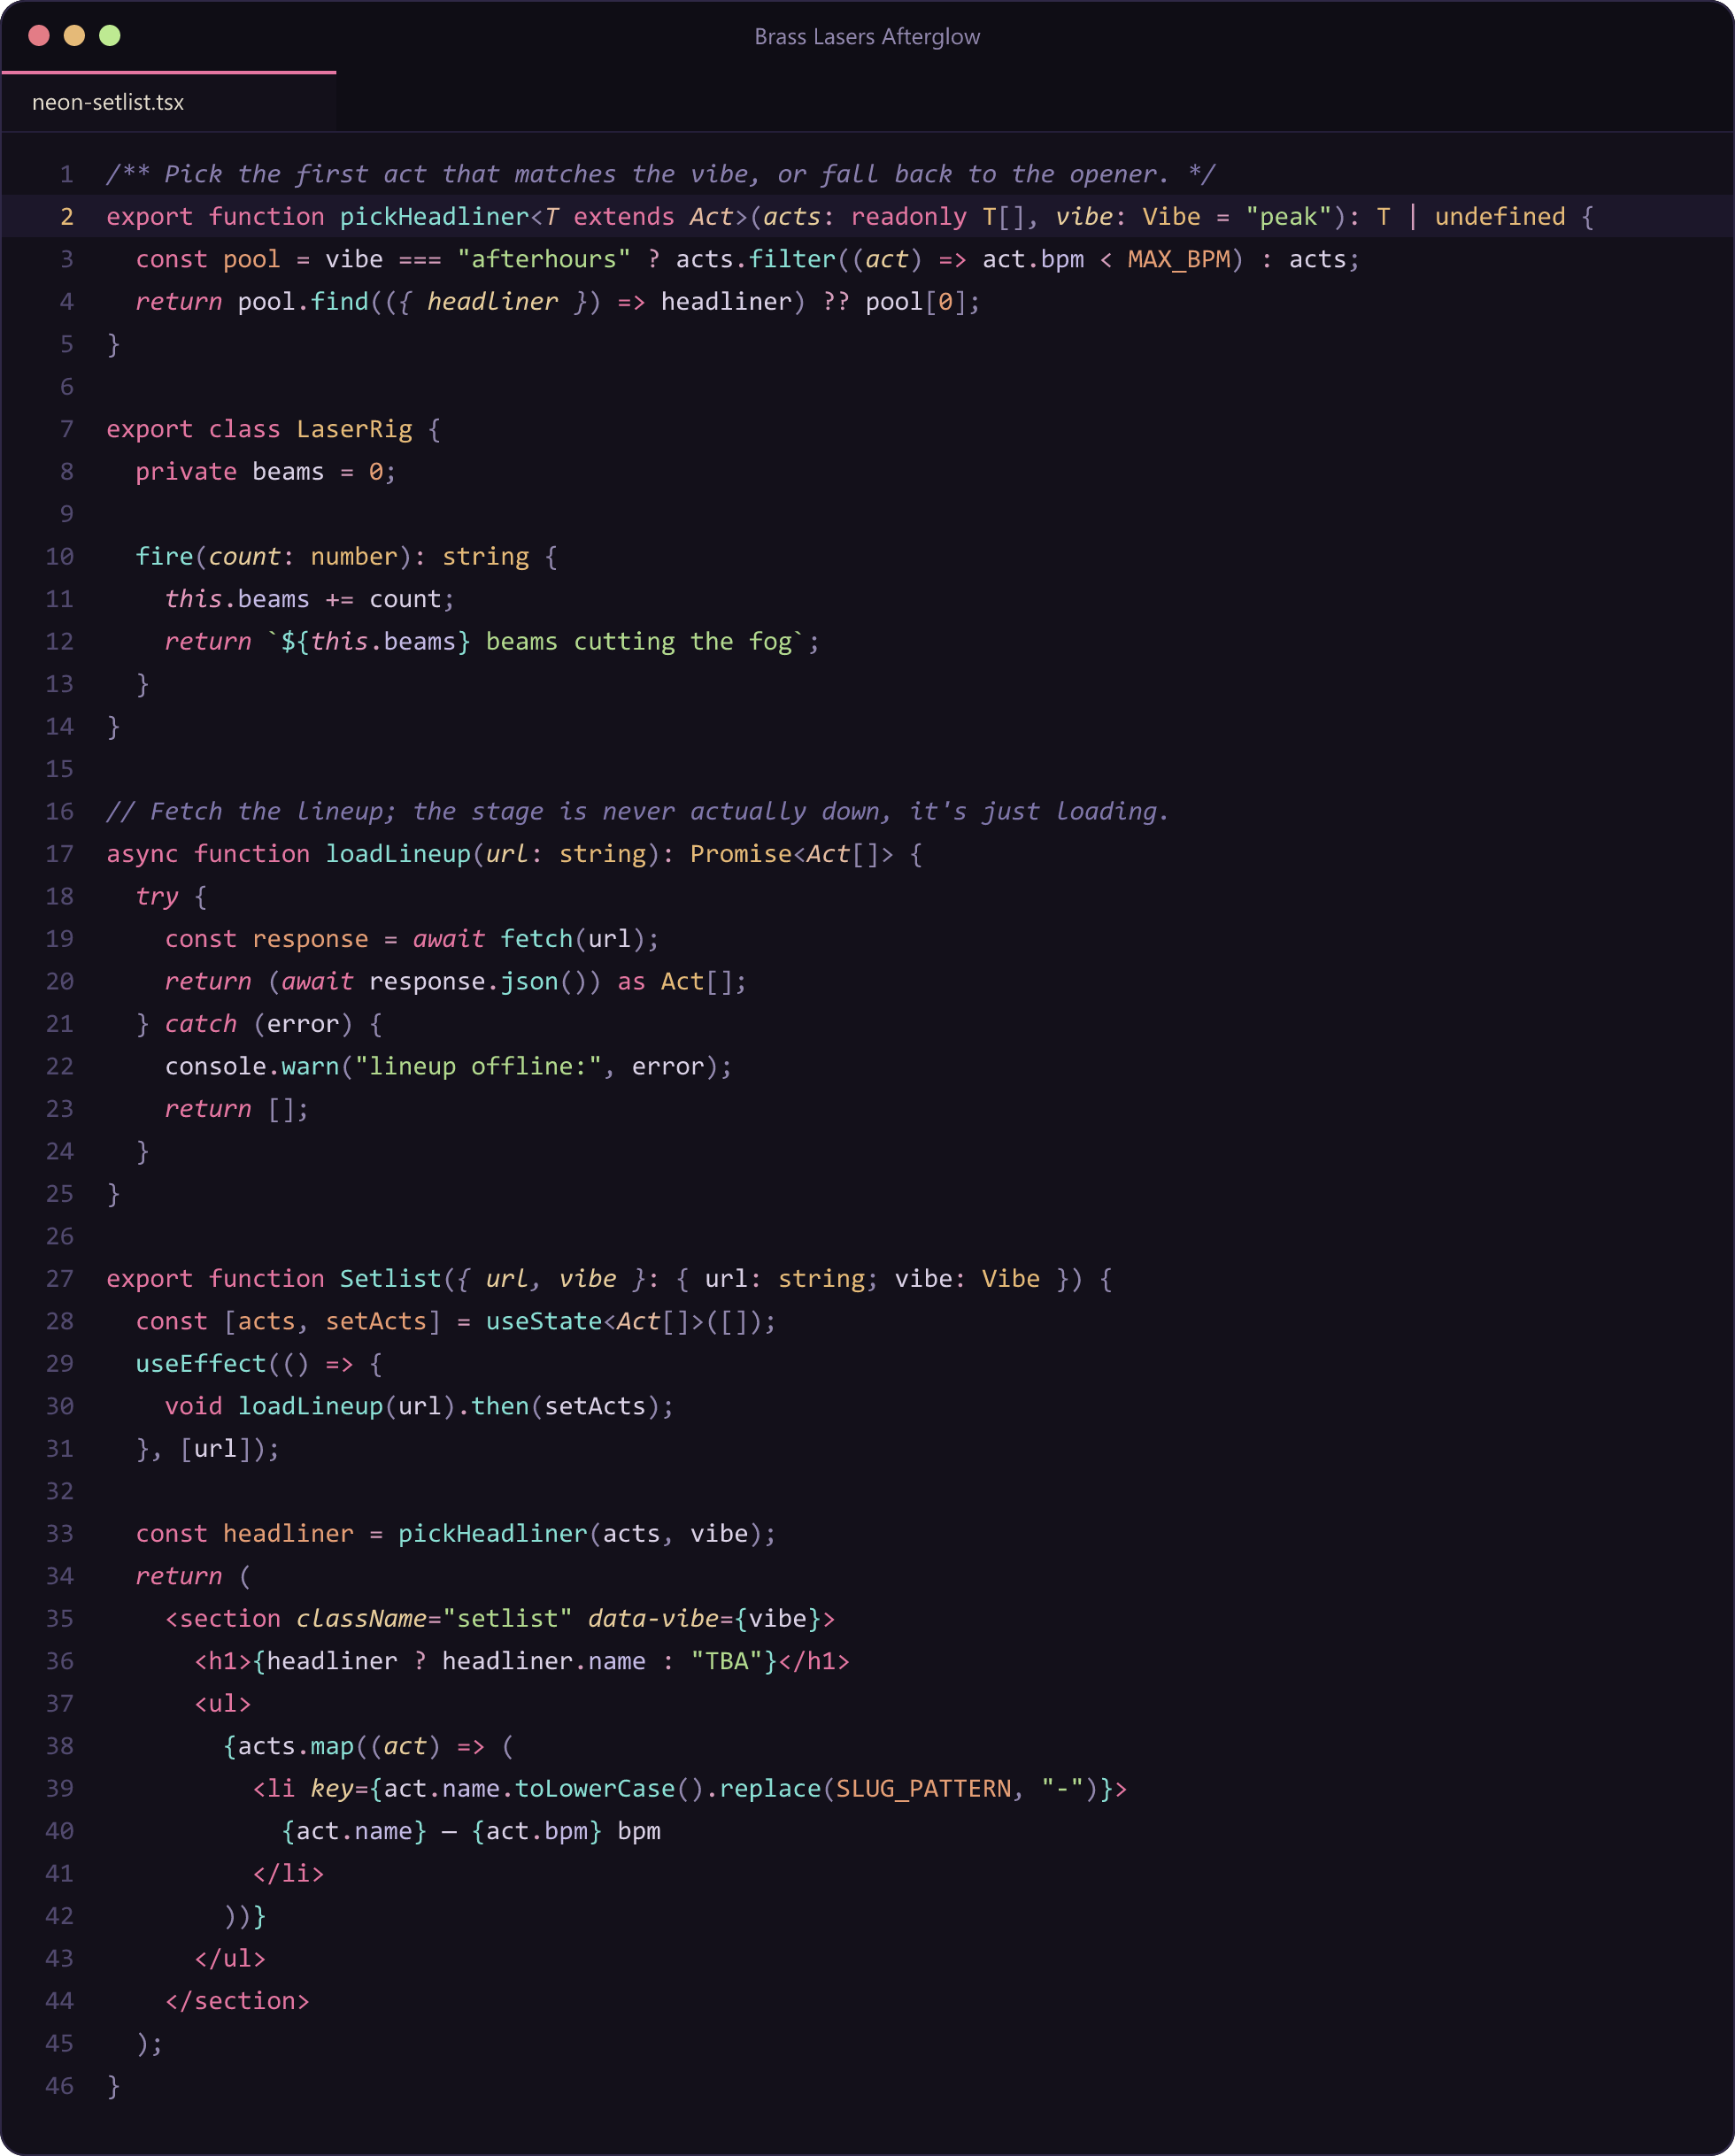 Brass Lasers Afterglow
neon-setlist.tsx
1 /** Pick the first act that matches the vibe, or fall back to the opener. */
2 export function pickHeadliner<T extends Act>(acts: readonly T[], vibe: Vibe = "peak"): T | undefined {
3   const pool = vibe === "afterhours" ? acts.filter((act) => act.bpm < MAX_BPM) : acts;
4   return pool.find(({ headliner }) => headliner) ?? pool[0];
5 }
6
7 export class LaserRig {
8   private beams = 0;
9
10   fire(count: number): string {
11     this.beams += count;
12     return `${this.beams} beams cutting the fog`;
13   }
14 }
15
16 // Fetch the lineup; the stage is never actually down, it's just loading.
17 async function loadLineup(url: string): Promise<Act[]> {
18   try {
19     const response = await fetch(url);
20     return (await response.json()) as Act[];
21   } catch (error) {
22     console.warn("lineup offline:", error);
23     return [];
24   }
25 }
26
27 export function Setlist({ url, vibe }: { url: string; vibe: Vibe }) {
28   const [acts, setActs] = useState<Act[]>([]);
29   useEffect(() => {
30     void loadLineup(url).then(setActs);
31   }, [url]);
32
33   const headliner = pickHeadliner(acts, vibe);
34   return (
35     <section className="setlist" data-vibe={vibe}>
36       <h1>{headliner ? headliner.name : "TBA"}</h1>
37       <ul>
38         {acts.map((act) => (
39           <li key={act.name.toLowerCase().replace(SLUG_PATTERN, "-")}>
40             {act.name} — {act.bpm} bpm
41           </li>
42         ))}
43       </ul>
44     </section>
45   );
46 }